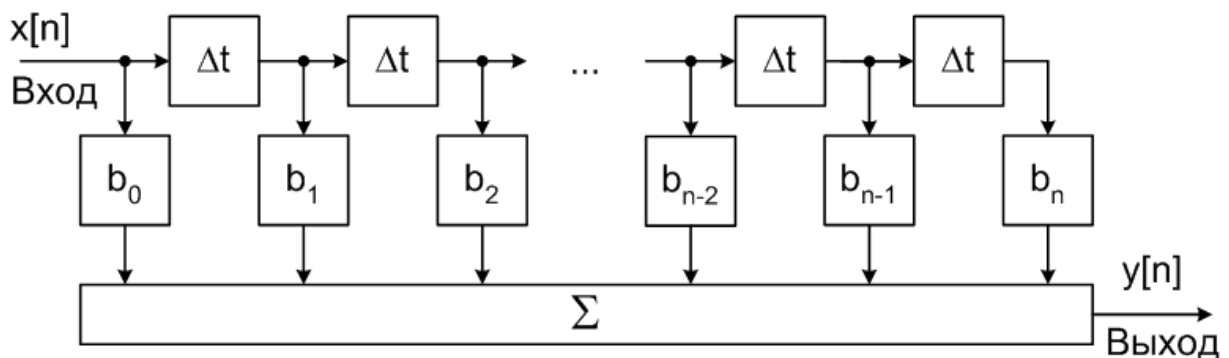 x[n]
Вход
Δt Δt ... Δt Δt
b₀ b₁ b₂ bₙ₋₂ bₙ₋₁ bₙ
Σ
y[n]
Выход